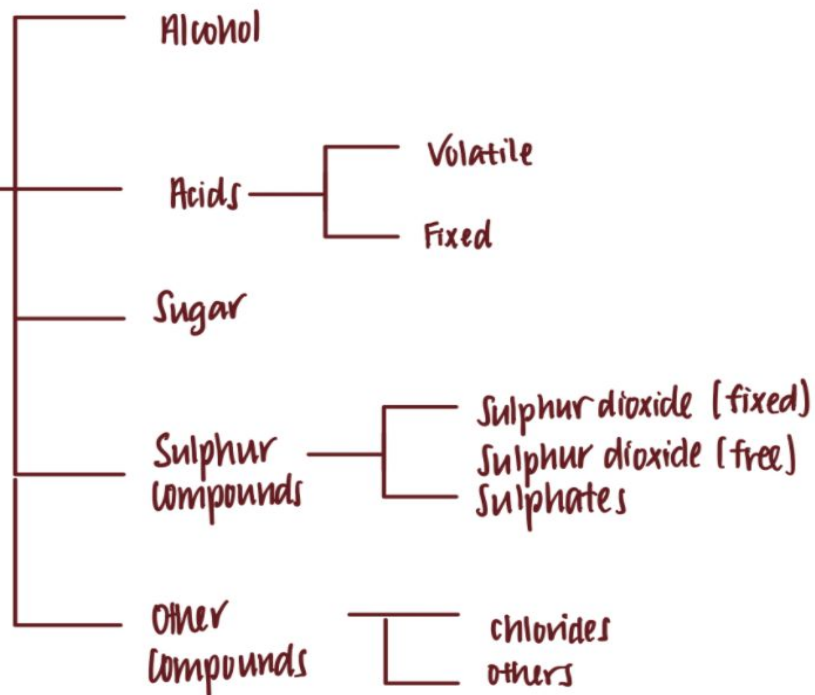 Alcohol
Volatile
Acids
Fixed
Sugar
Sulphur dioxide (fixed)
Sulphur dioxide (free)
Sulphates
Sulphur
compounds
Other
compounds
chlorides
others